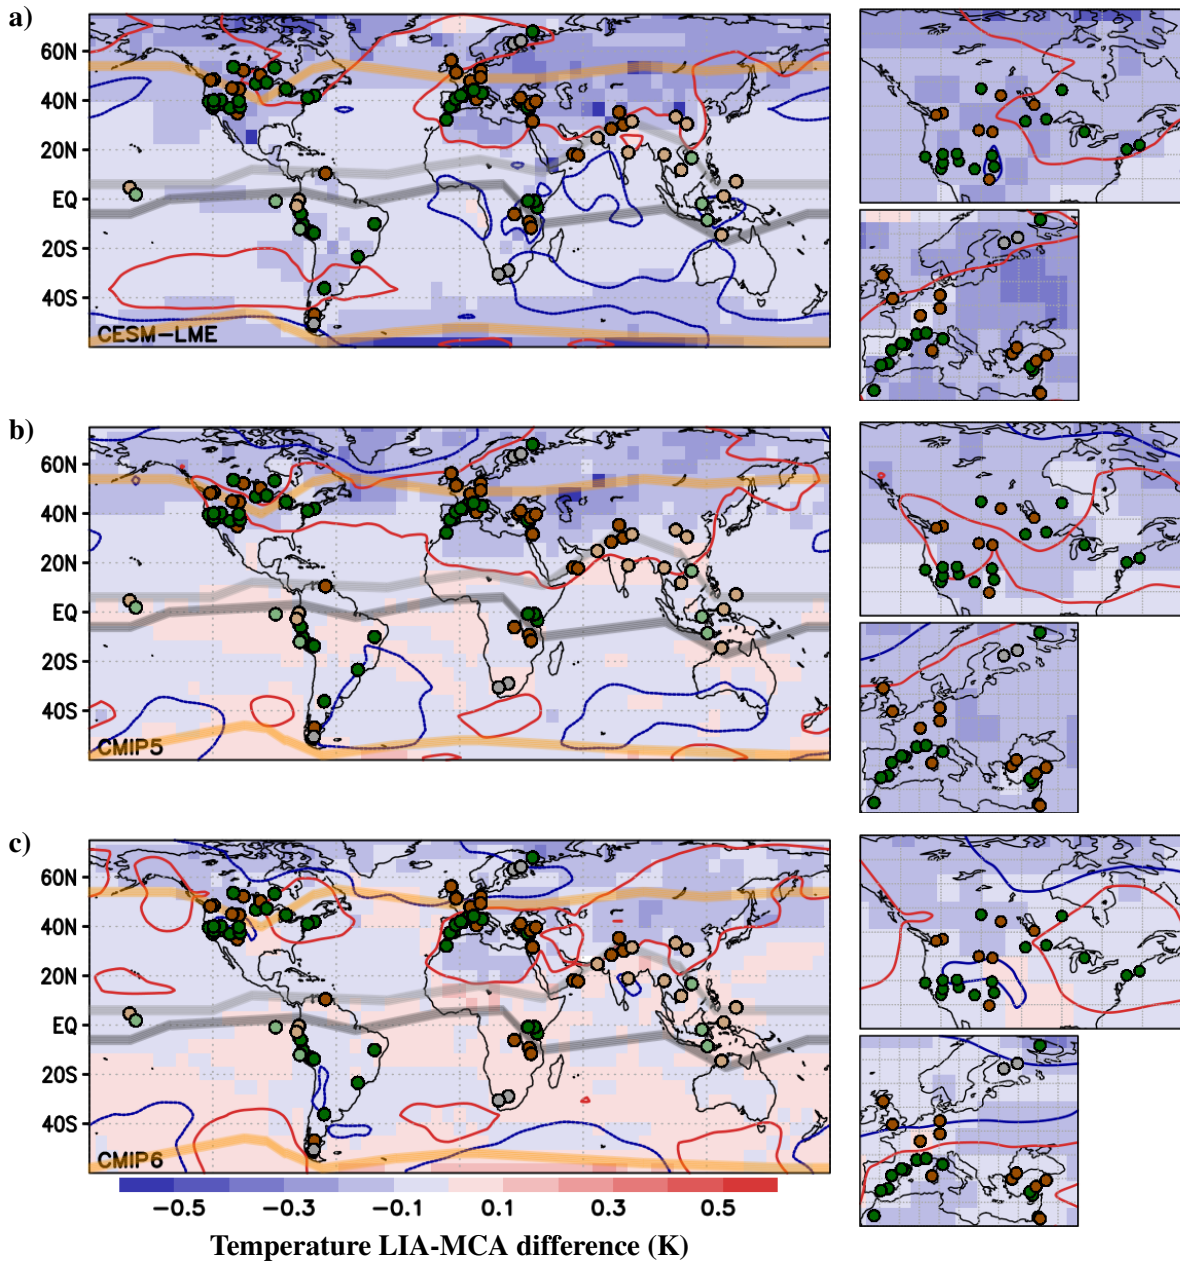 a)
60N
40N
20N
EQ
20S
40S
CESM−LME
b)
60N
40N
20N
EQ
20S
40S
CMIP5
c)
60N
40N
20N
EQ
20S
40S
CMIP6
−0.5 −0.3 −0.1 0.1 0.3 0.5
Temperature LIA-MCA difference (K)